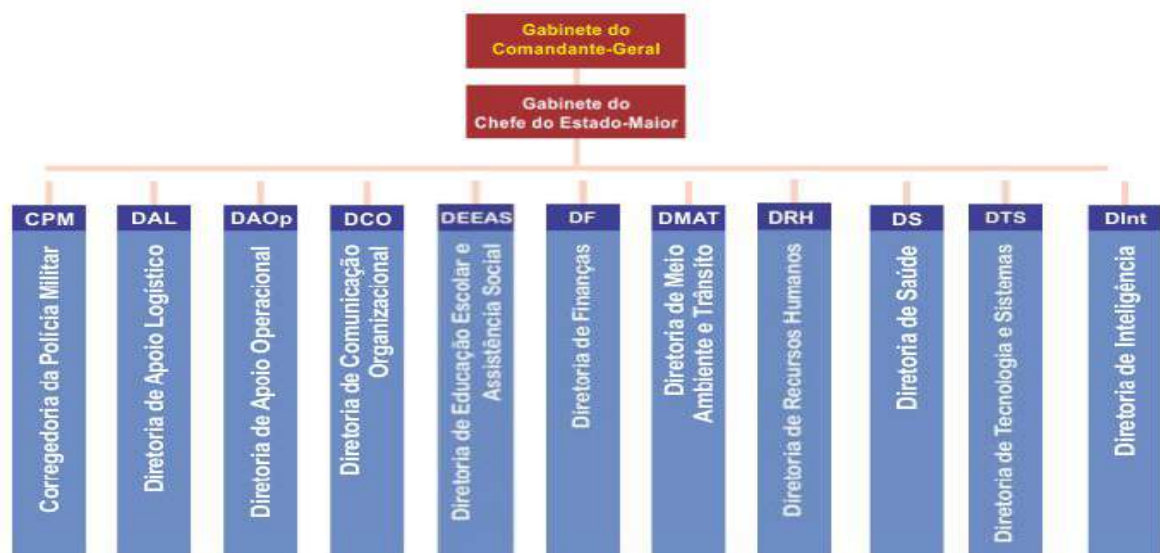 Gabinete do
Comandante-Geral
Gabinete do
Chefe do Estado-Maior
CPM
Corregedoria da Polícia Militar
DAL
Diretoria de Apoio Logístico
DAOp
Diretoria de Apoio Operacional
DCO
Diretoria de Comunicação
Organizacional
DEEAS
Diretoria de Educação Escolar e
Assistência Social
DF
Diretoria de Finanças
DMAT
Diretoria de Meio
Ambiente e Trânsito
DRH
Diretoria de Recursos Humanos
DS
Diretoria de Saúde
DTS
Diretoria de Tecnologia e Sistemas
DInt
Diretoria de Inteligência